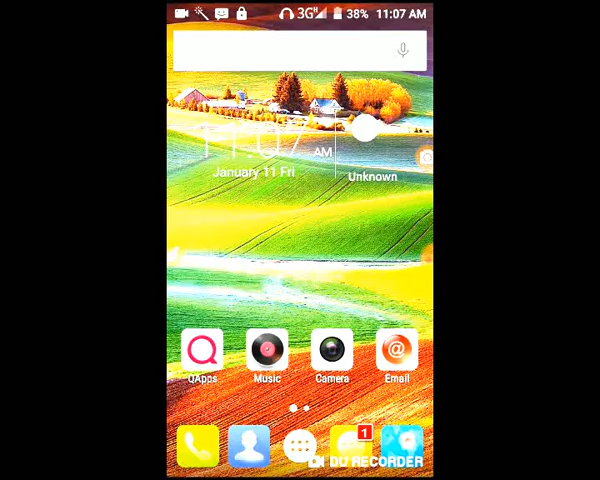 3G H 38% 11:07 AM
11:07 AM
January 11 Fri
Unknown
QApps Music Camera Email
1
DU RECORDER